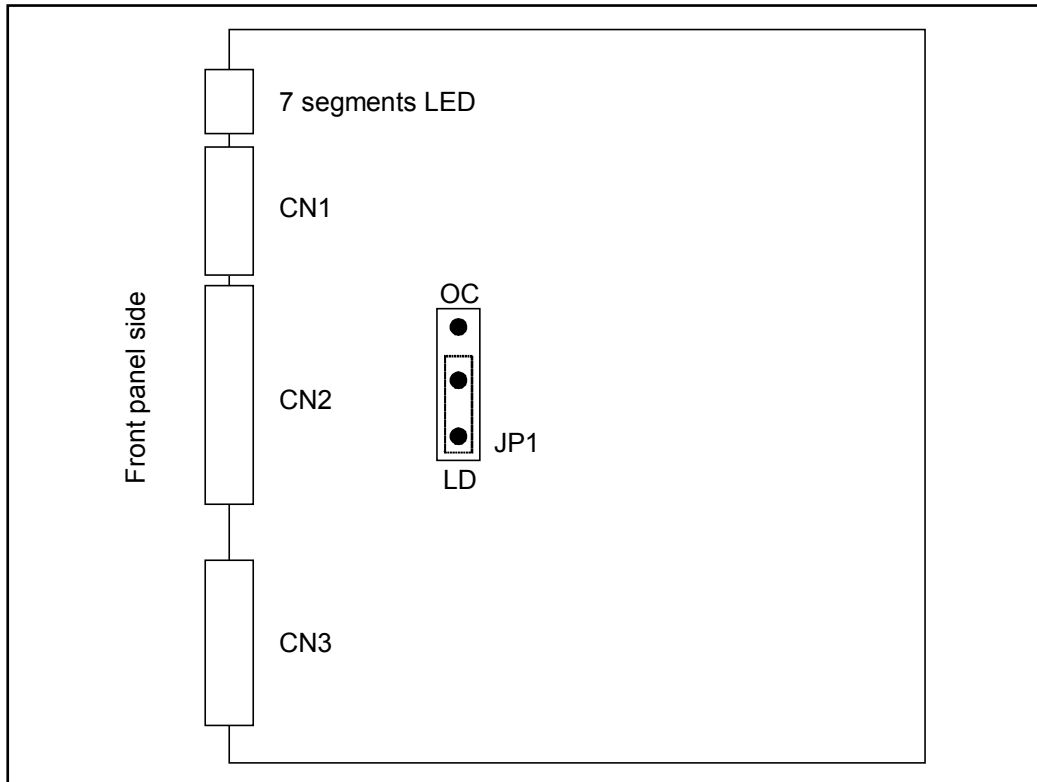 7 segments LED
CN1
OC
Front panel side
CN2
JP1
LD
CN3